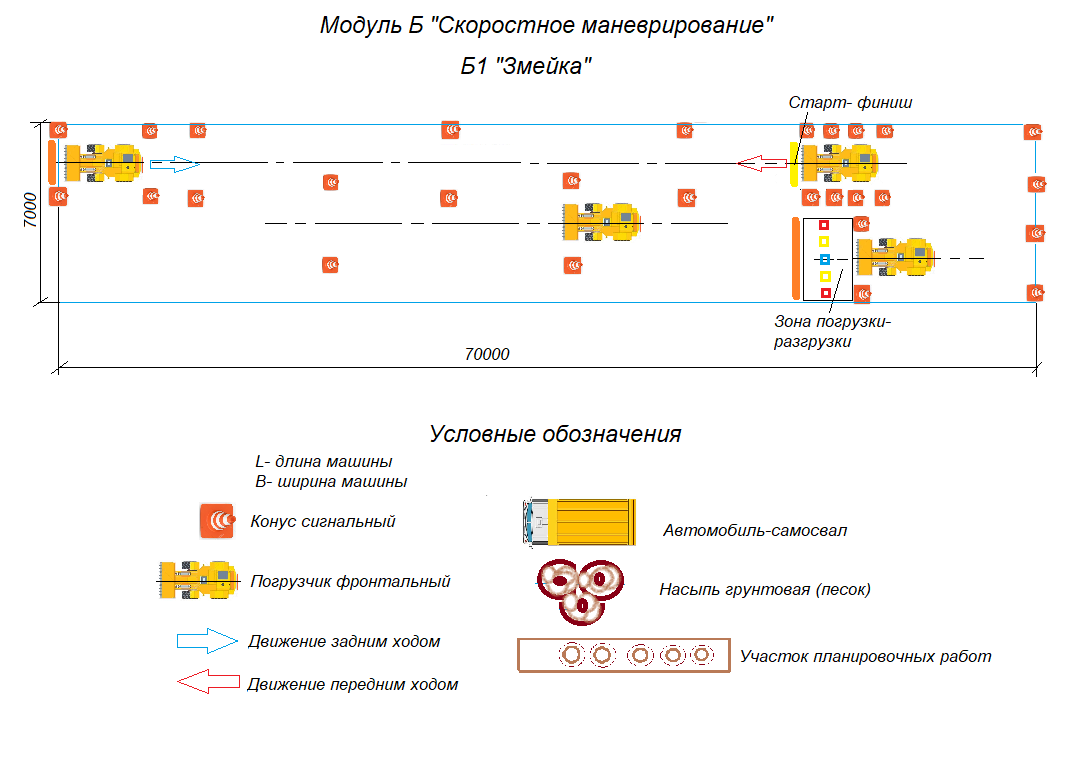 Модуль Б "Скоростное маневрирование"
Б1 "Змейка"
Старт- финиш
7000
Зона погрузки-
разгрузки
70000
Условные обозначения
L- длина машины
В- ширина машины
Конус сигнальный
Автомобиль-самосвал
Погрузчик фронтальный
Насыпь грунтовая (песок)
Движение задним ходом
Участок планировочных работ
Движение передним ходом